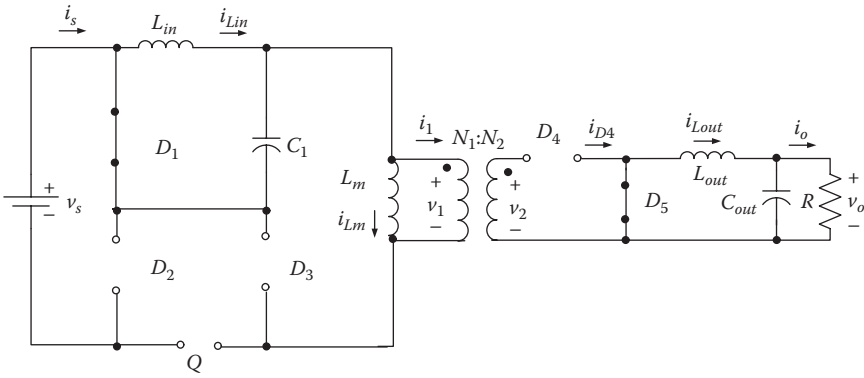 i_s
L_in
i_Lin
D_1
C_1
+
v_s
−
D_2
D_3
Q
L_m
i_Lm
i_1
N_1:N_2
+
v_1
−
+
v_2
−
D_4
i_D4
D_5
i_Lout
L_out
i_o
C_out
R
+
v_o
−